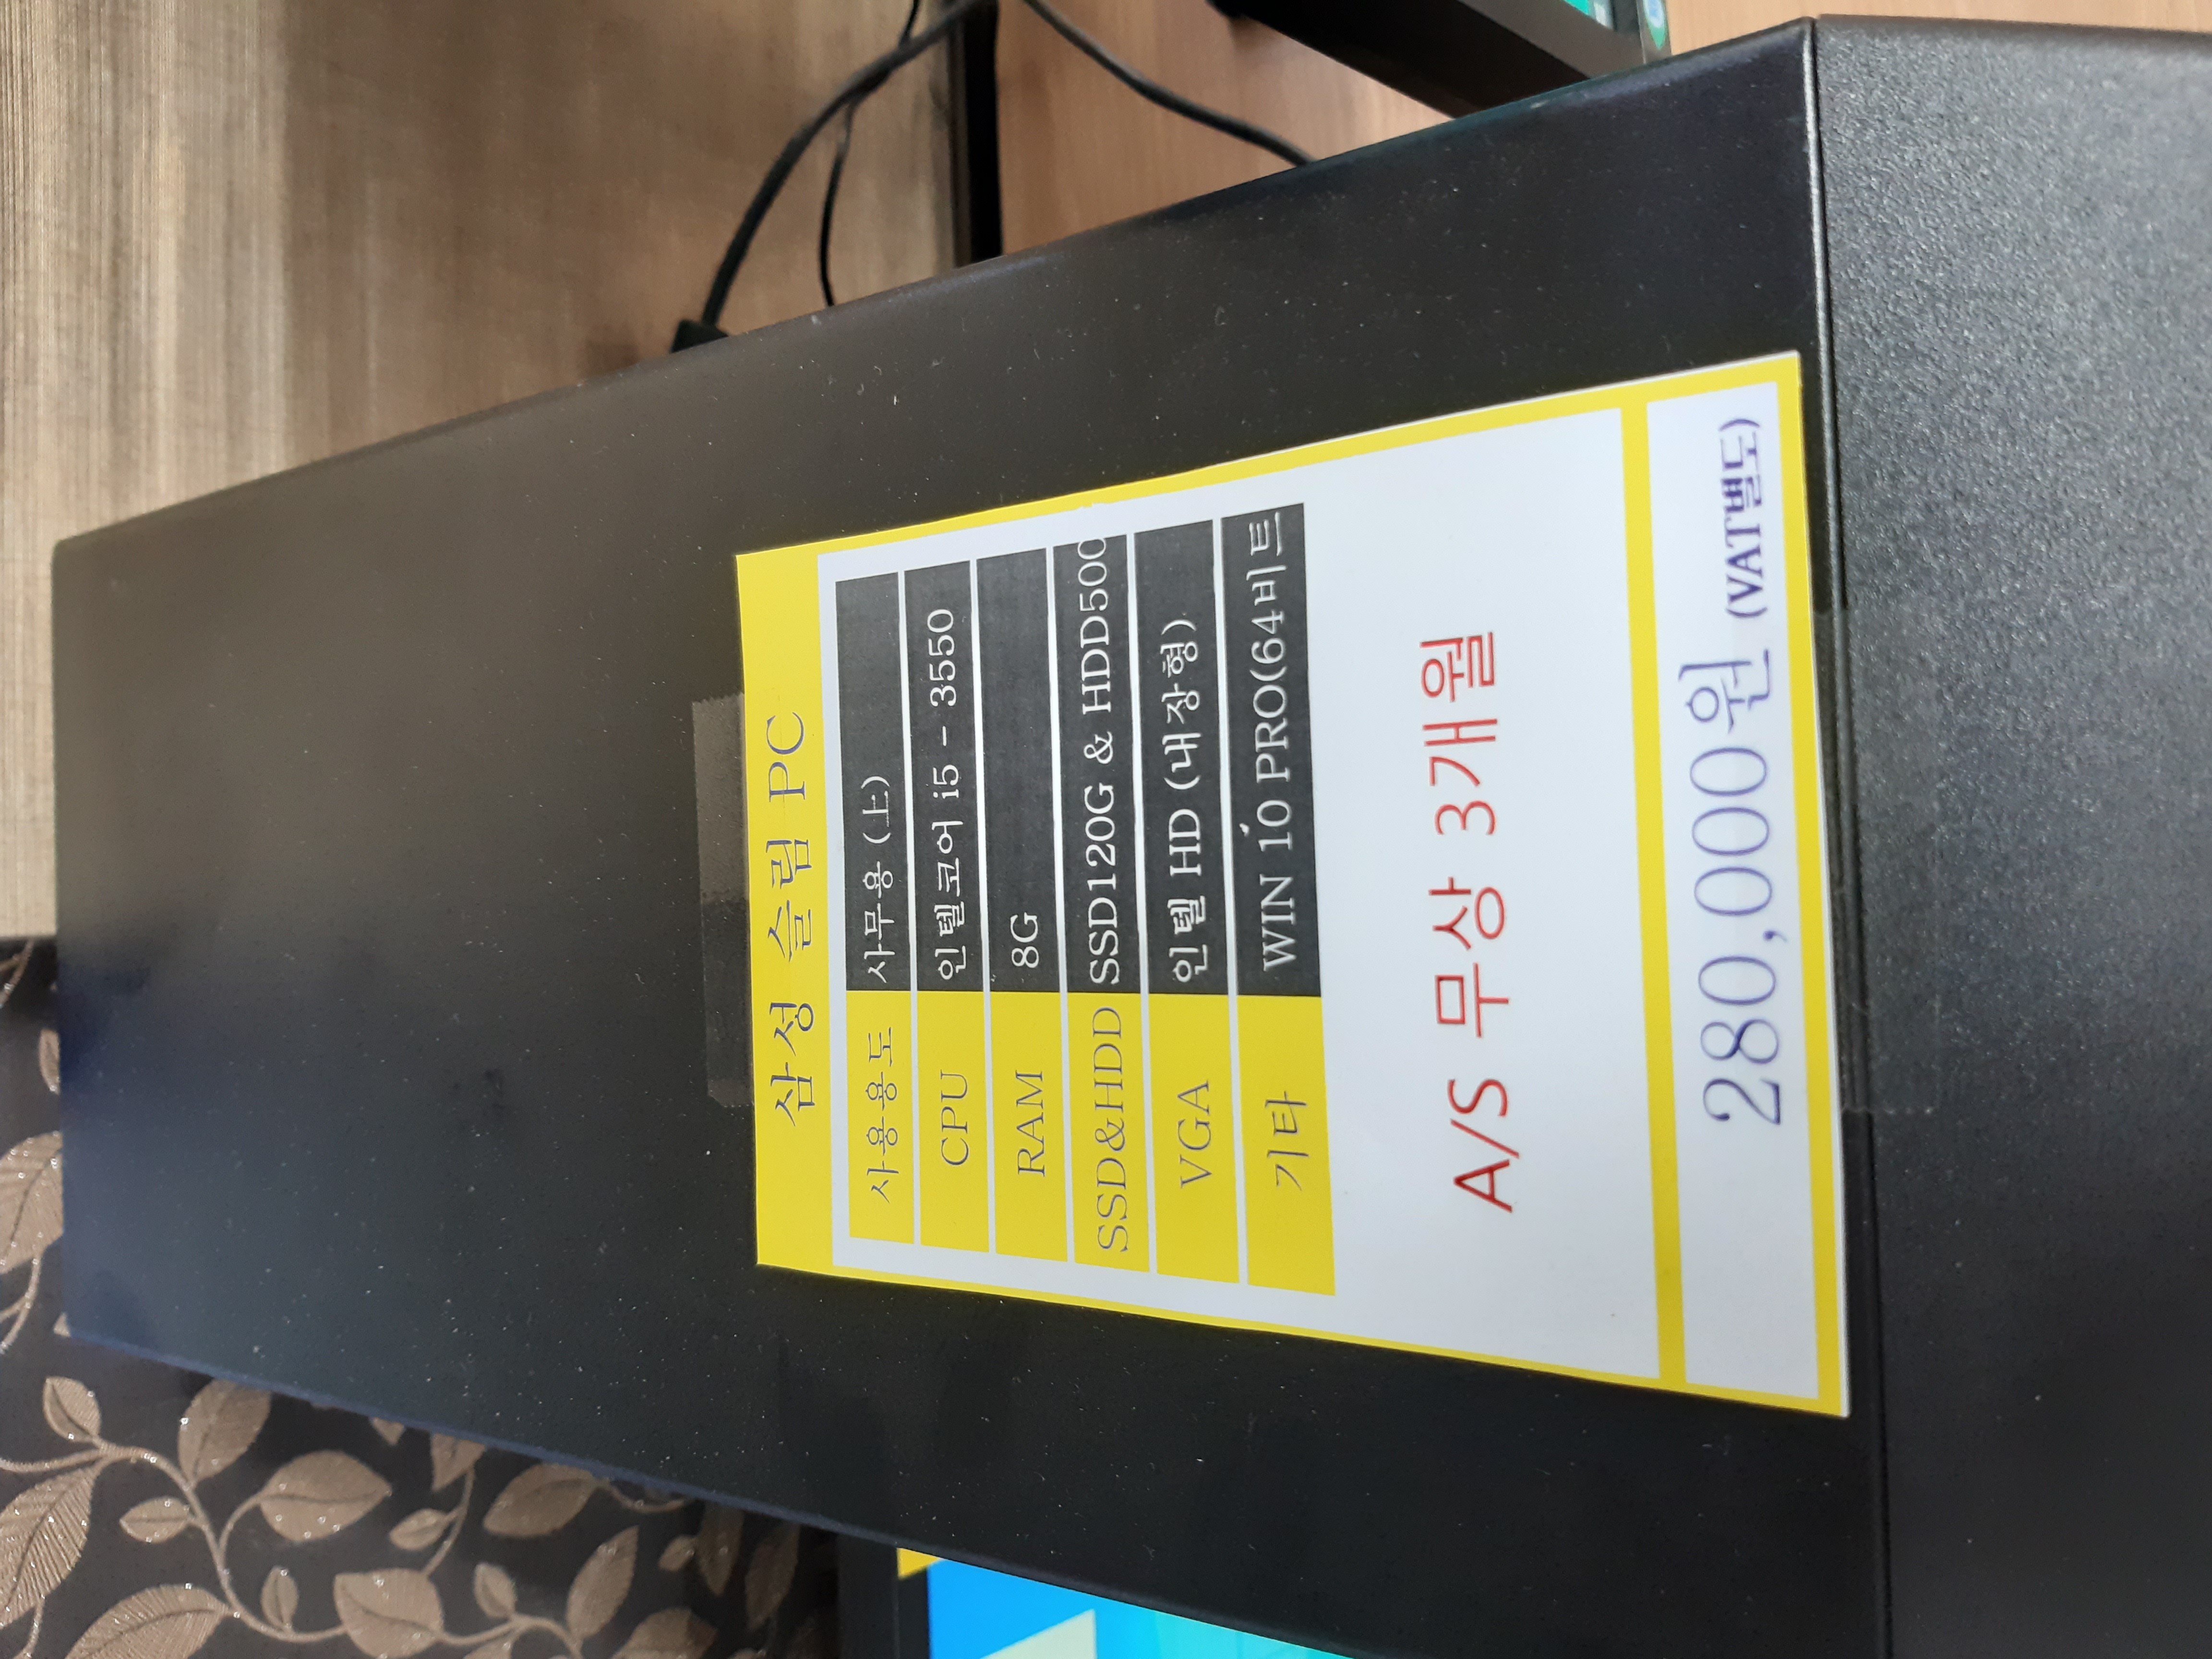 삼성 슬림 PC
사용용도 사무용 (上)
CPU 인텔코어 i5 - 3550
RAM 8G
SSD&HDD SSD120G & HDD500
VGA 인텔 HD (내장형)
기타 WIN 10 PRO(64비트
A/S 무상 3개월
280,000원 (VAT별도)